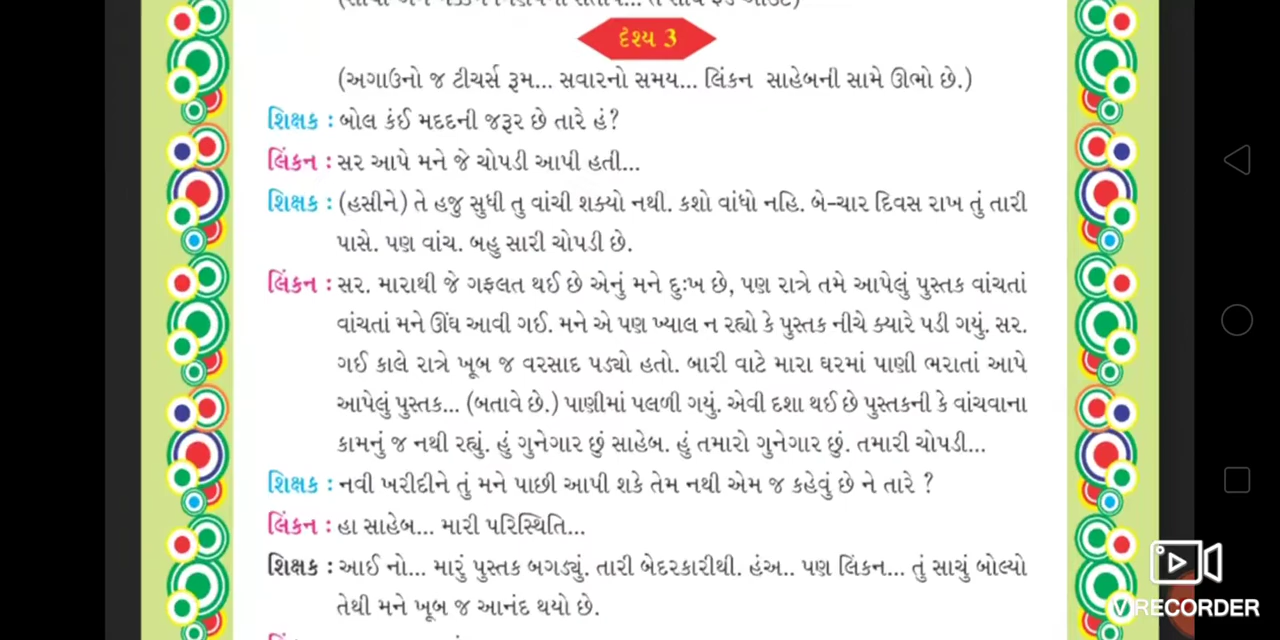 દૃશ્ય 3
(અગાઉનો જ ટીચર્સ રૂમ... સવારનો સમય... લિંકન સાહેબની સામે ઊભો છે.)
શિક્ષક : બોલ કંઈ મદદની જરૂર છે તારે હં?
લિંકન : સર આપે મને જે ચોપડી આપી હતી...
શિક્ષક : (હસીને) તે હજુ સુધી તુ વાંચી શક્યો નથી. કશો વાંધો નહિ. બે-ચાર દિવસ રાખ તું તારી
પાસે. પણ વાંચ. બહુ સારી ચોપડી છે.
લિંકન : સર. મારાથી જે ગફલત થઈ છે એનું મને દુઃખ છે, પણ રાત્રે તમે આપેલું પુસ્તક વાંચતાં
વાંચતાં મને ઊંઘ આવી ગઈ. મને એ પણ ખ્યાલ ન રહ્યો કે પુસ્તક નીચે ક્યારે પડી ગયું. સર.
ગઈ કાલે રાત્રે ખૂબ જ વરસાદ પડ્યો હતો. બારી વાટે મારા ઘરમાં પાણી ભરાતાં આપે
આપેલું પુસ્તક... (બતાવે છે.) પાણીમાં પલળી ગયું. એવી દશા થઈ છે પુસ્તકની કે વાંચવાના
કામનું જ નથી રહ્યું. હું ગુનેગાર છું સાહેબ. હું તમારો ગુનેગાર છું. તમારી ચોપડી...
શિક્ષક : નવી ખરીદીને તું મને પાછી આપી શકે તેમ નથી એમ જ કહેવું છે ને તારે ?
લિંકન : હા સાહેબ... મારી પરિસ્થિતિ...
શિક્ષક : આઈ નો... મારું પુસ્તક બગડ્યું. તારી બેદરકારીથી. હંઅ.. પણ લિંકન... તું સાચું બોલ્યો
તેથી મને ખૂબ જ આનંદ થયો છે.
V RECORDER